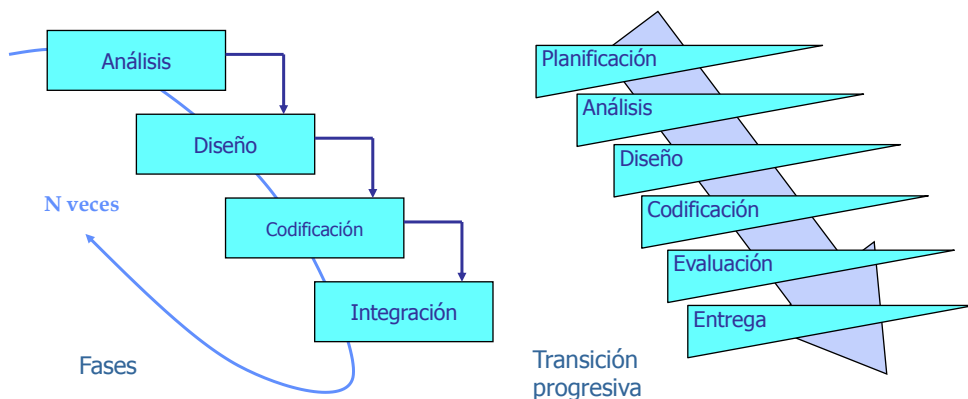 Análisis
Diseño
N veces
Codificación
Integración
Fases
Planificación
Análisis
Diseño
Codificación
Evaluación
Entrega
Transición
progresiva